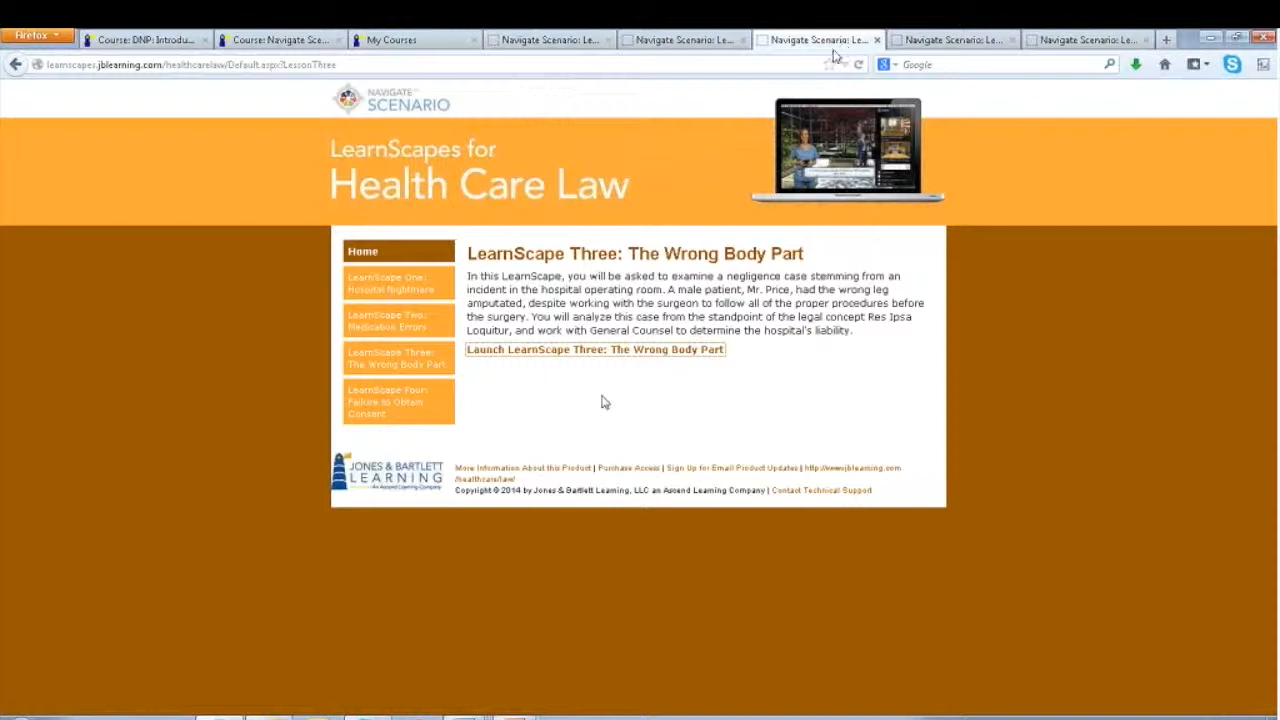 Firefox
Course: DNP: Introdu...
Course: Navigate Sce...
My Courses
Navigate Scenario: Le...
Navigate Scenario: Le...
Navigate Scenario: Le...
Navigate Scenario: Le...
Navigate Scenario: Le...
learnscapes.jblearning.com/healthcarelaw/Default.aspx?LessonThree
Google
NAVIGATE
SCENARIO
LearnScapes for
Health Care Law
Home
LearnScape One:
Hospital Nightmare
LearnScape Two:
Medication Errors
LearnScape Three:
The Wrong Body Part
LearnScape Four:
Failure to Obtain
Consent
LearnScape Three: The Wrong Body Part
In this LearnScape, you will be asked to examine a negligence case stemming from an
incident in the hospital operating room. A male patient, Mr. Price, had the wrong leg
amputated, despite working with the surgeon to follow all of the proper procedures before
the surgery. You will analyze this case from the standpoint of the legal concept Res Ipsa
Loquitur, and work with General Counsel to determine the hospital's liability.
Launch LearnScape Three: The Wrong Body Part
JONES & BARTLETT
LEARNING
An Ascend Learning Company
More Information About this Product | Purchase Access | Sign Up for Email Product Updates | http://www.jblearning.com
/healthcare/law/
Copyright © 2014 by Jones & Bartlett Learning, LLC an Ascend Learning Company | Contact Technical Support